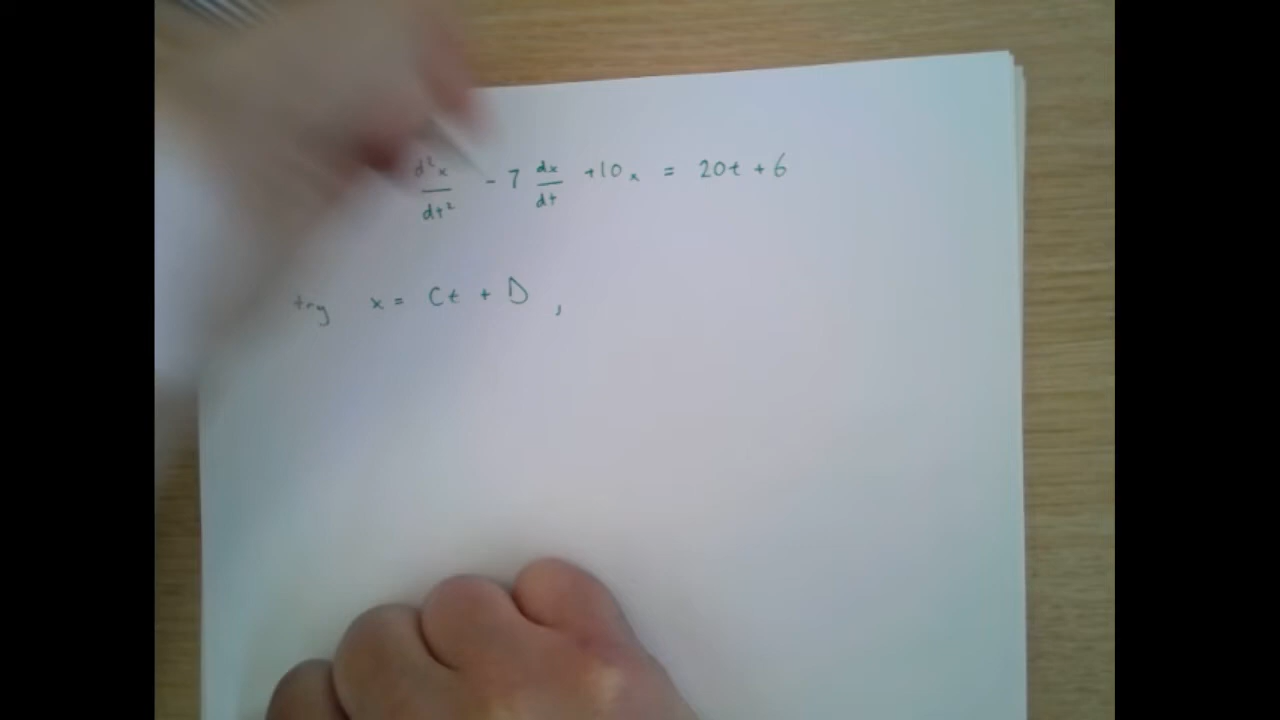 d²x/dt² - 7 dx/dt + 10x = 20t + 6
try x = Ct + D ,